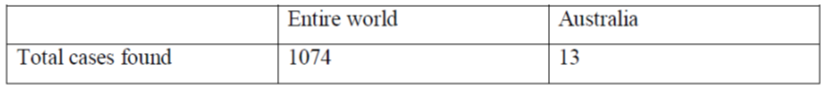 Entire world Australia
Total cases found 1074 13